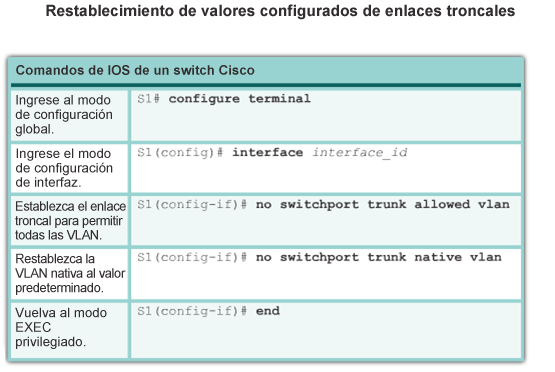 Restablecimiento de valores configurados de enlaces troncales
Comandos de IOS de un switch Cisco
Ingrese al modo
de configuración
global.
S1# configure terminal
Ingrese el modo
de configuración
de interfaz.
S1(config)# interface interface_id
Establezca el enlace
troncal para permitir
todas las VLAN.
S1(config-if)# no switchport trunk allowed vlan
Restablezca la
VLAN nativa al valor
predeterminado.
S1(config-if)# no switchport trunk native vlan
Vuelva al modo
EXEC
privilegiado.
S1(config-if)# end